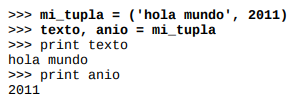 >>> mi_tupla = ('hola mundo', 2011)
>>> texto, anio = mi_tupla
>>> print texto
hola mundo
>>> print anio
2011